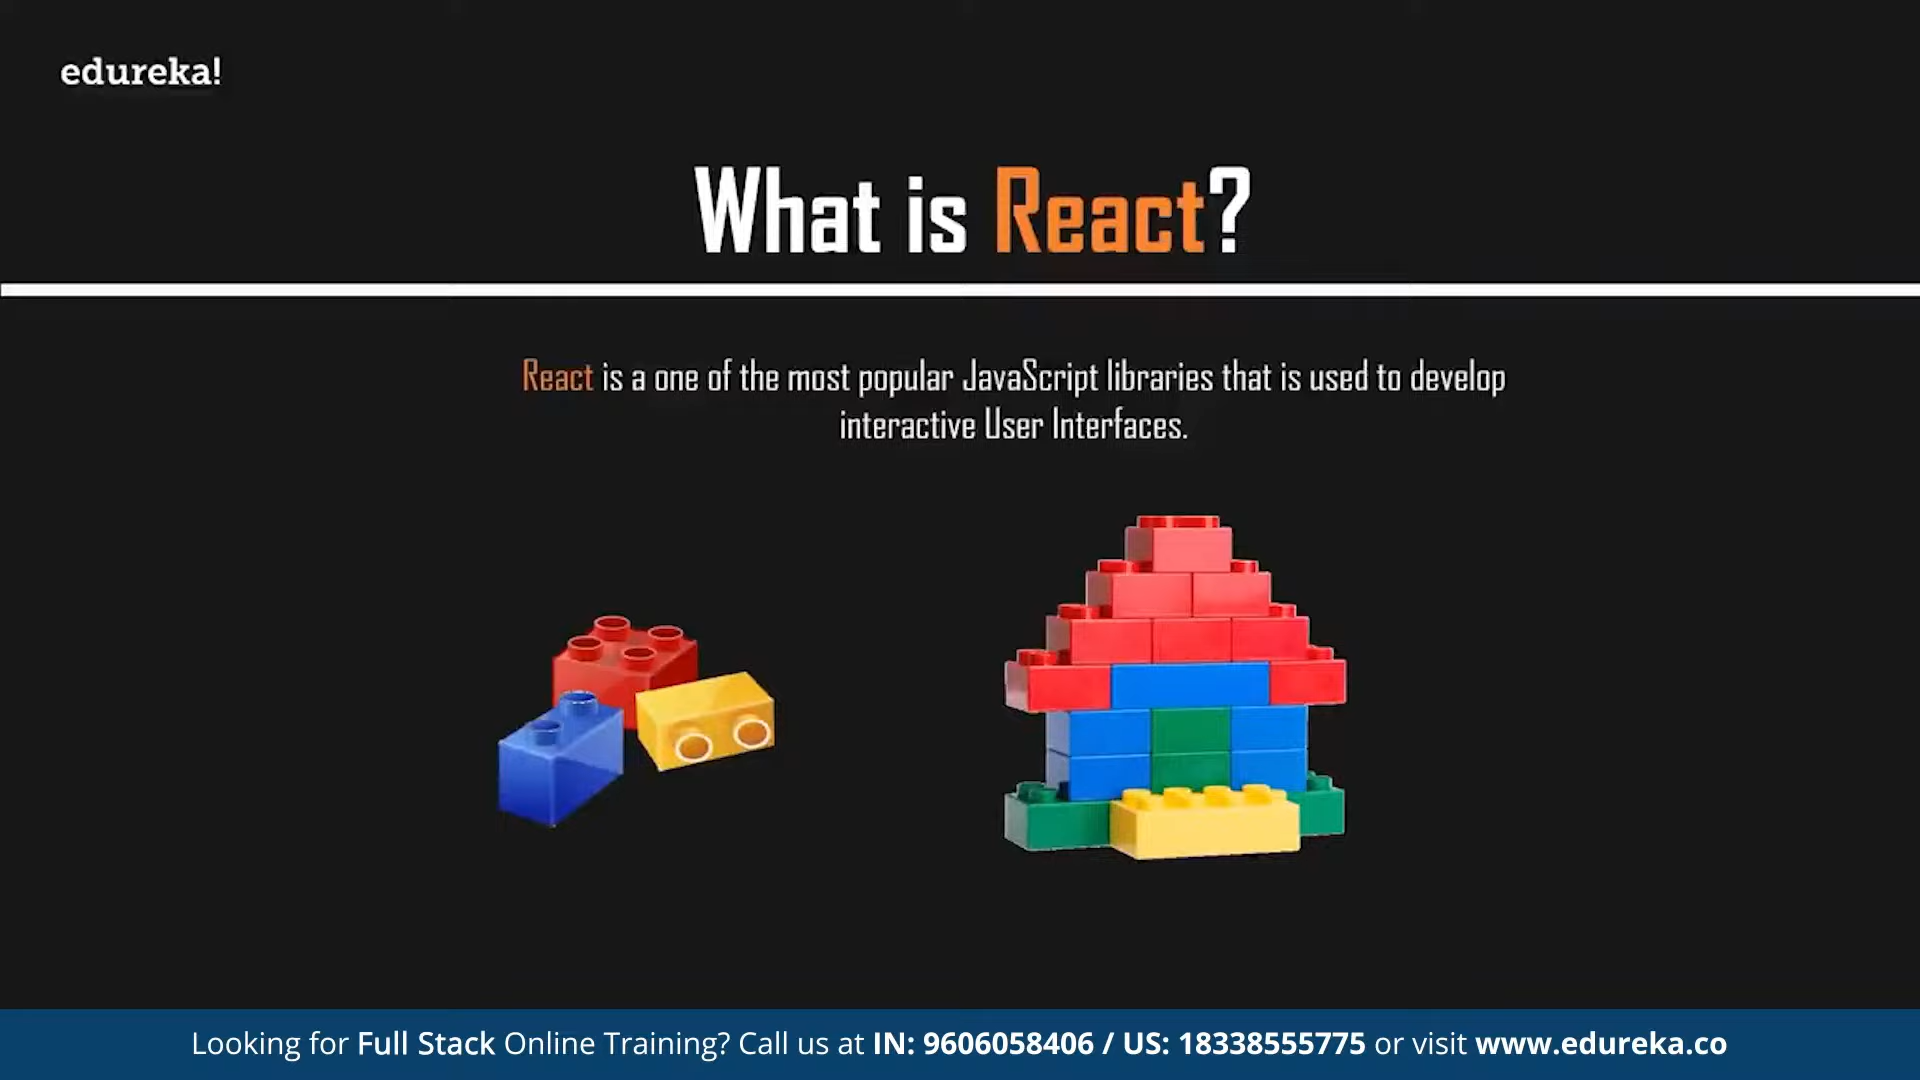 edureka!
What is React?
React is a one of the most popular JavaScript libraries that is used to develop
interactive User Interfaces.
Looking for Full Stack Online Training? Call us at IN: 9606058406 / US: 18338555775 or visit www.edureka.co